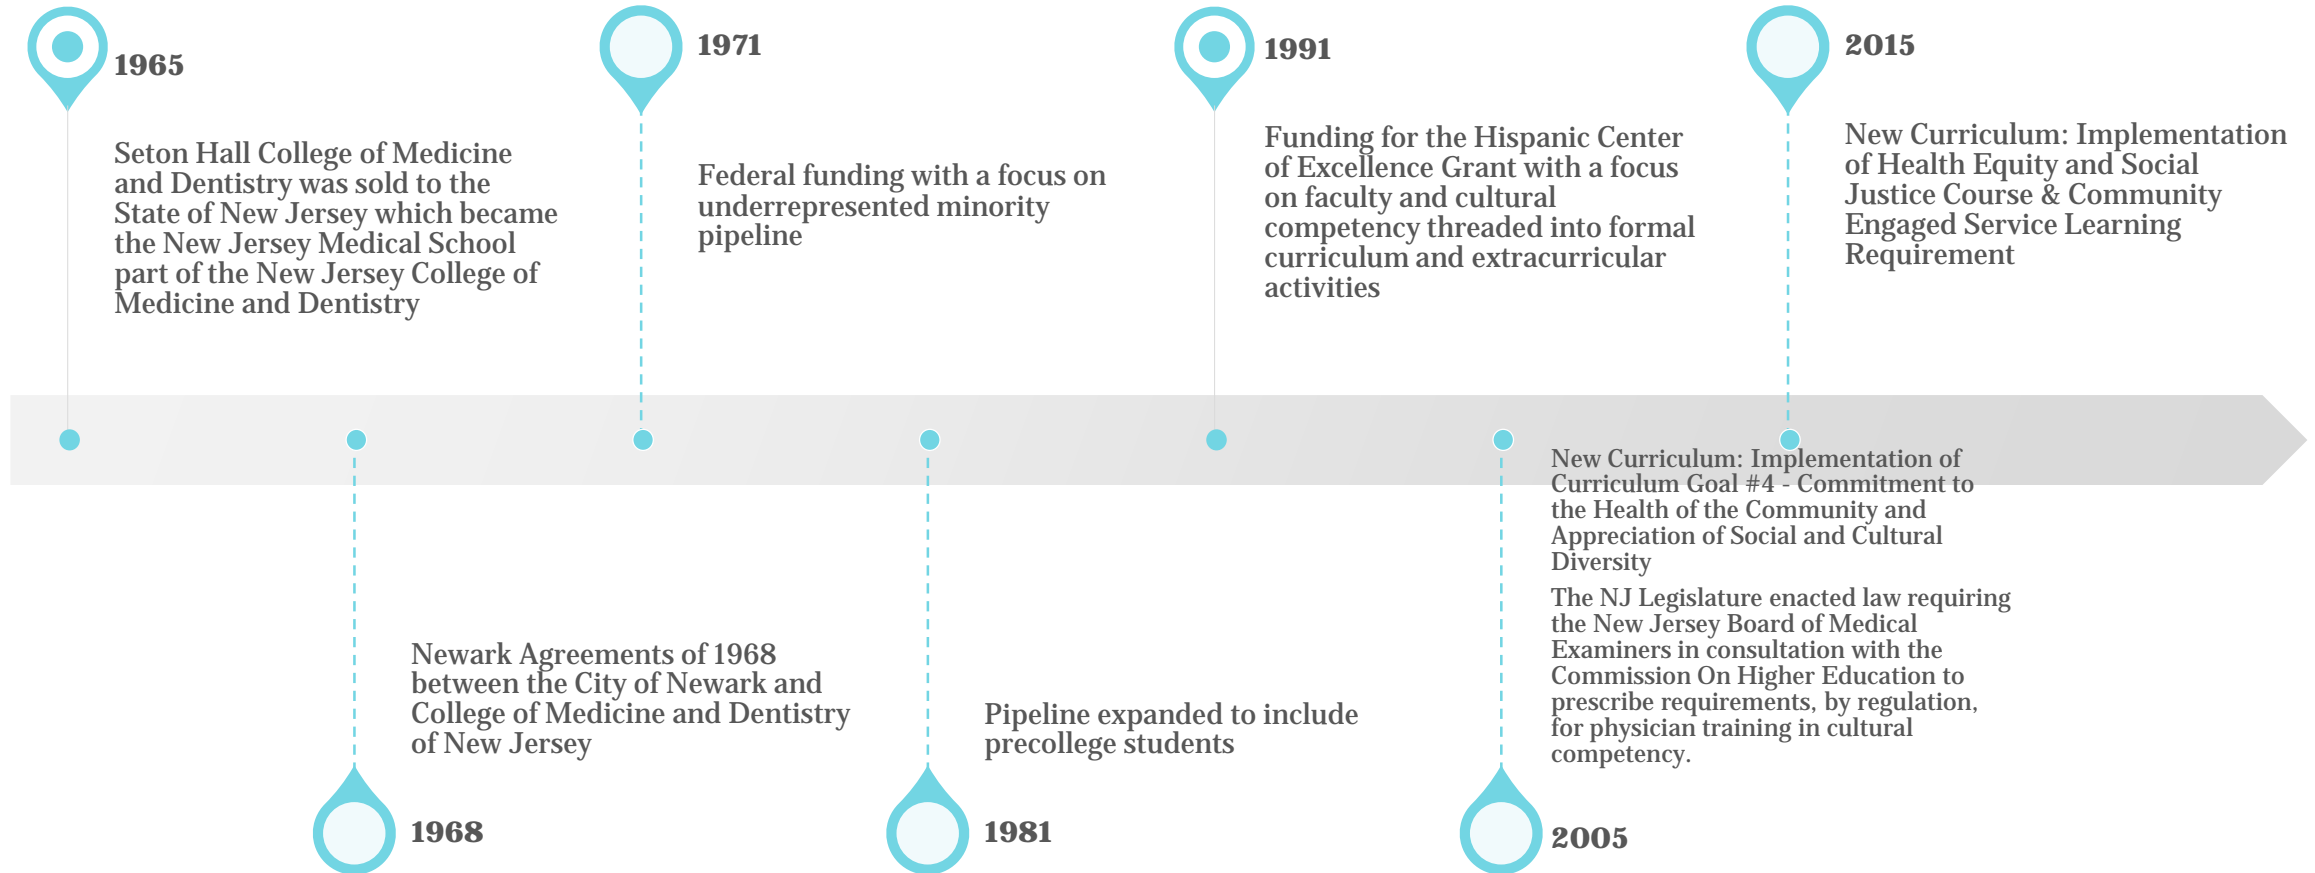 1965
Seton Hall College of Medicine
and Dentistry was sold to the
State of New Jersey which became
the New Jersey Medical School
part of the New Jersey College of
Medicine and Dentistry
1968
Newark Agreements of 1968
between the City of Newark and
College of Medicine and Dentistry
of New Jersey
1971
Federal funding with a focus on
underrepresented minority
pipeline
1981
Pipeline expanded to include
precollege students
1991
Funding for the Hispanic Center
of Excellence Grant with a focus
on faculty and cultural
competency threaded into formal
curriculum and extracurricular
activities
2005
New Curriculum: Implementation of
Curriculum Goal #4 - Commitment to
the Health of the Community and
Appreciation of Social and Cultural
Diversity
The NJ Legislature enacted law requiring
the New Jersey Board of Medical
Examiners in consultation with the
Commission On Higher Education to
prescribe requirements, by regulation,
for physician training in cultural
competency.
2015
New Curriculum: Implementation
of Health Equity and Social
Justice Course & Community
Engaged Service Learning
Requirement